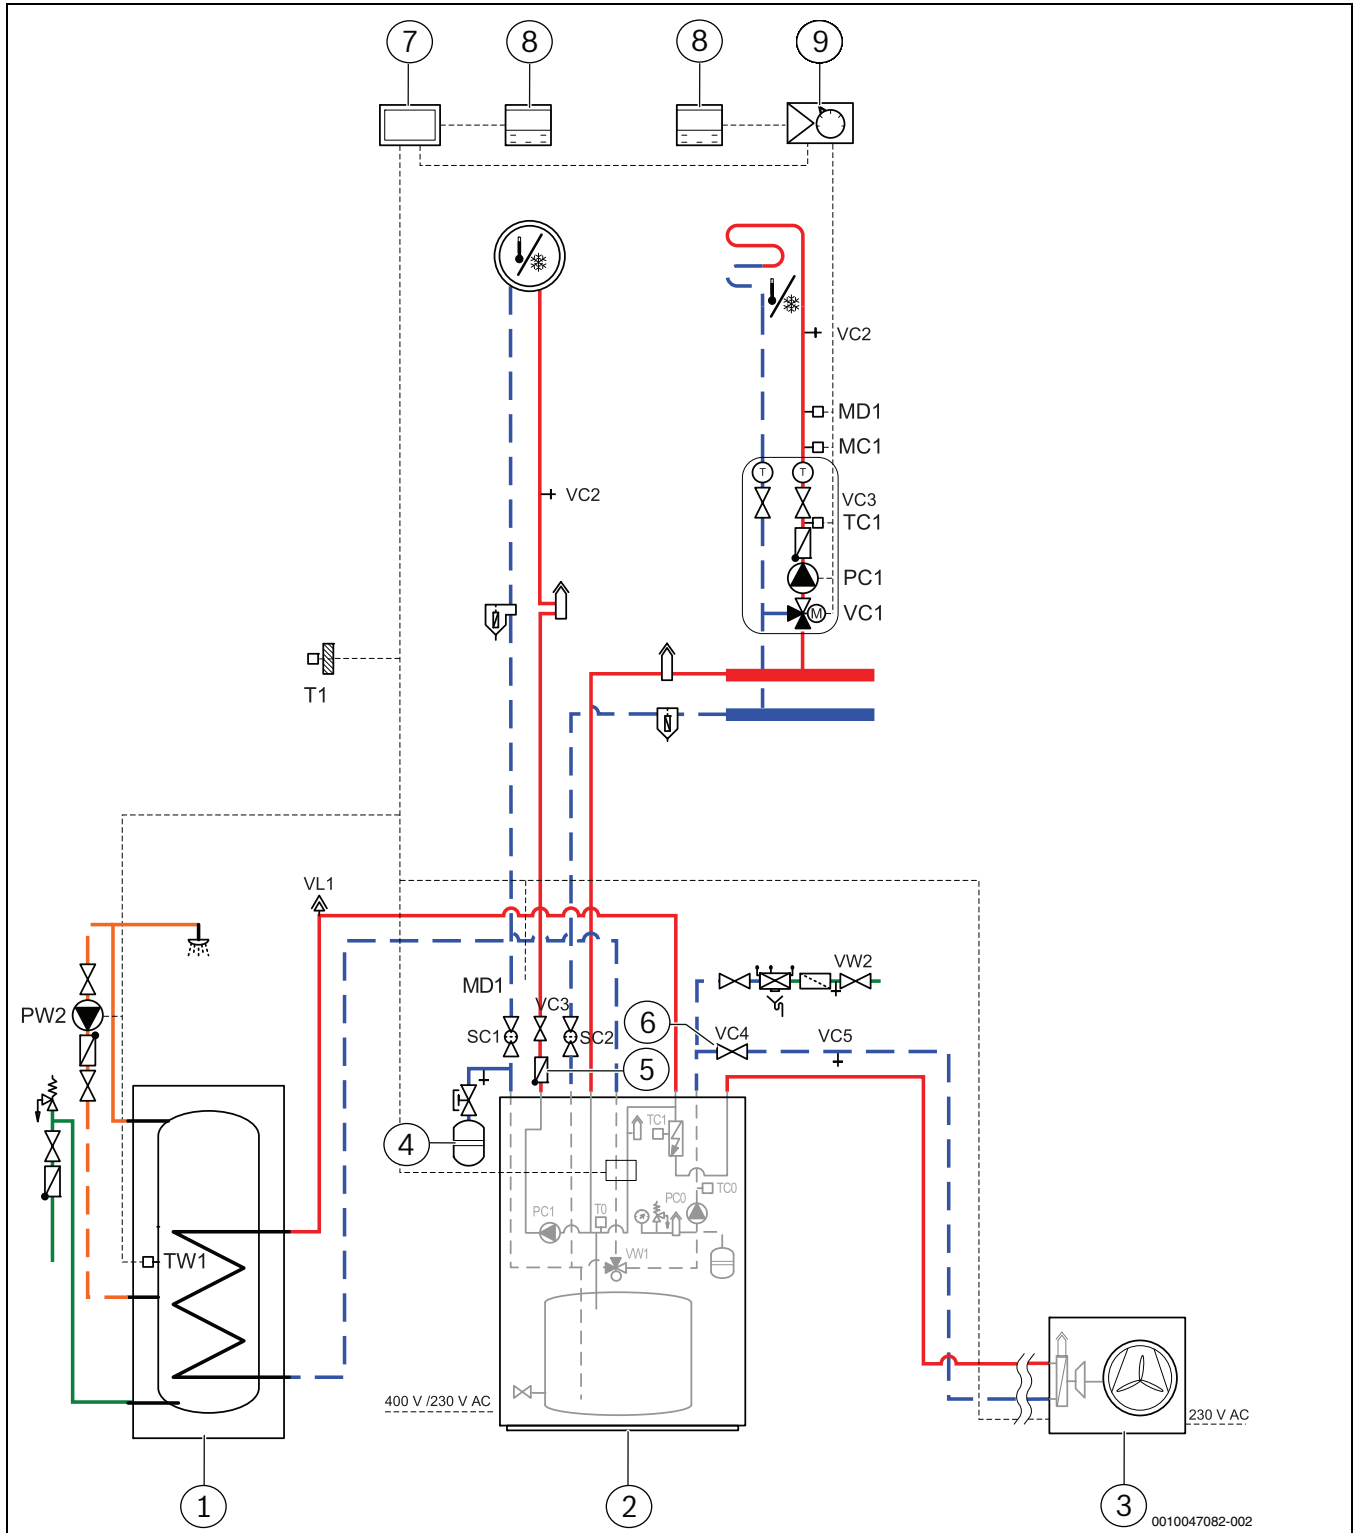 7
8
8
9
VC2
MD1
MC1
T
T
VC2
VC3
TC1
PC1
M
VC1
T1
VL1
VW2
MD1
VC3
PW2
SC1
SC2
6
VC4
VC5
5
4
TC1
TC0
PC0
PC1
T0
VW1
TW1
400 V /230 V AC
230 V AC
1
2
3
0010047082-002